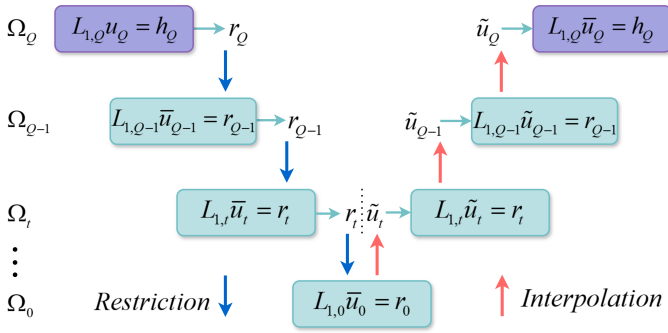 Ω_Q L_{1,Q}u_Q = h_Q r_Q ũ_Q L_{1,Q}ū_Q = h_Q
Ω_{Q−1} L_{1,Q−1}ū_{Q−1} = r_{Q−1} r_{Q−1} ũ_{Q−1} L_{1,Q−1}ũ_{Q−1} = r_{Q−1}
Ω_t L_{1,t}ū_t = r_t r_t ũ_t L_{1,t}ũ_t = r_t
⋮
Ω_0 Restriction L_{1,0}ū_0 = r_0 Interpolation